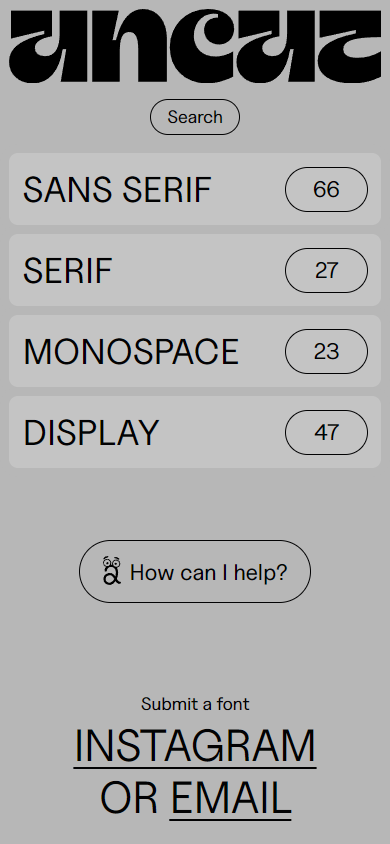 uncut
Search
SANS SERIF 66
SERIF 27
MONOSPACE 23
DISPLAY 47
How can I help?
Submit a font
INSTAGRAM
OR EMAIL